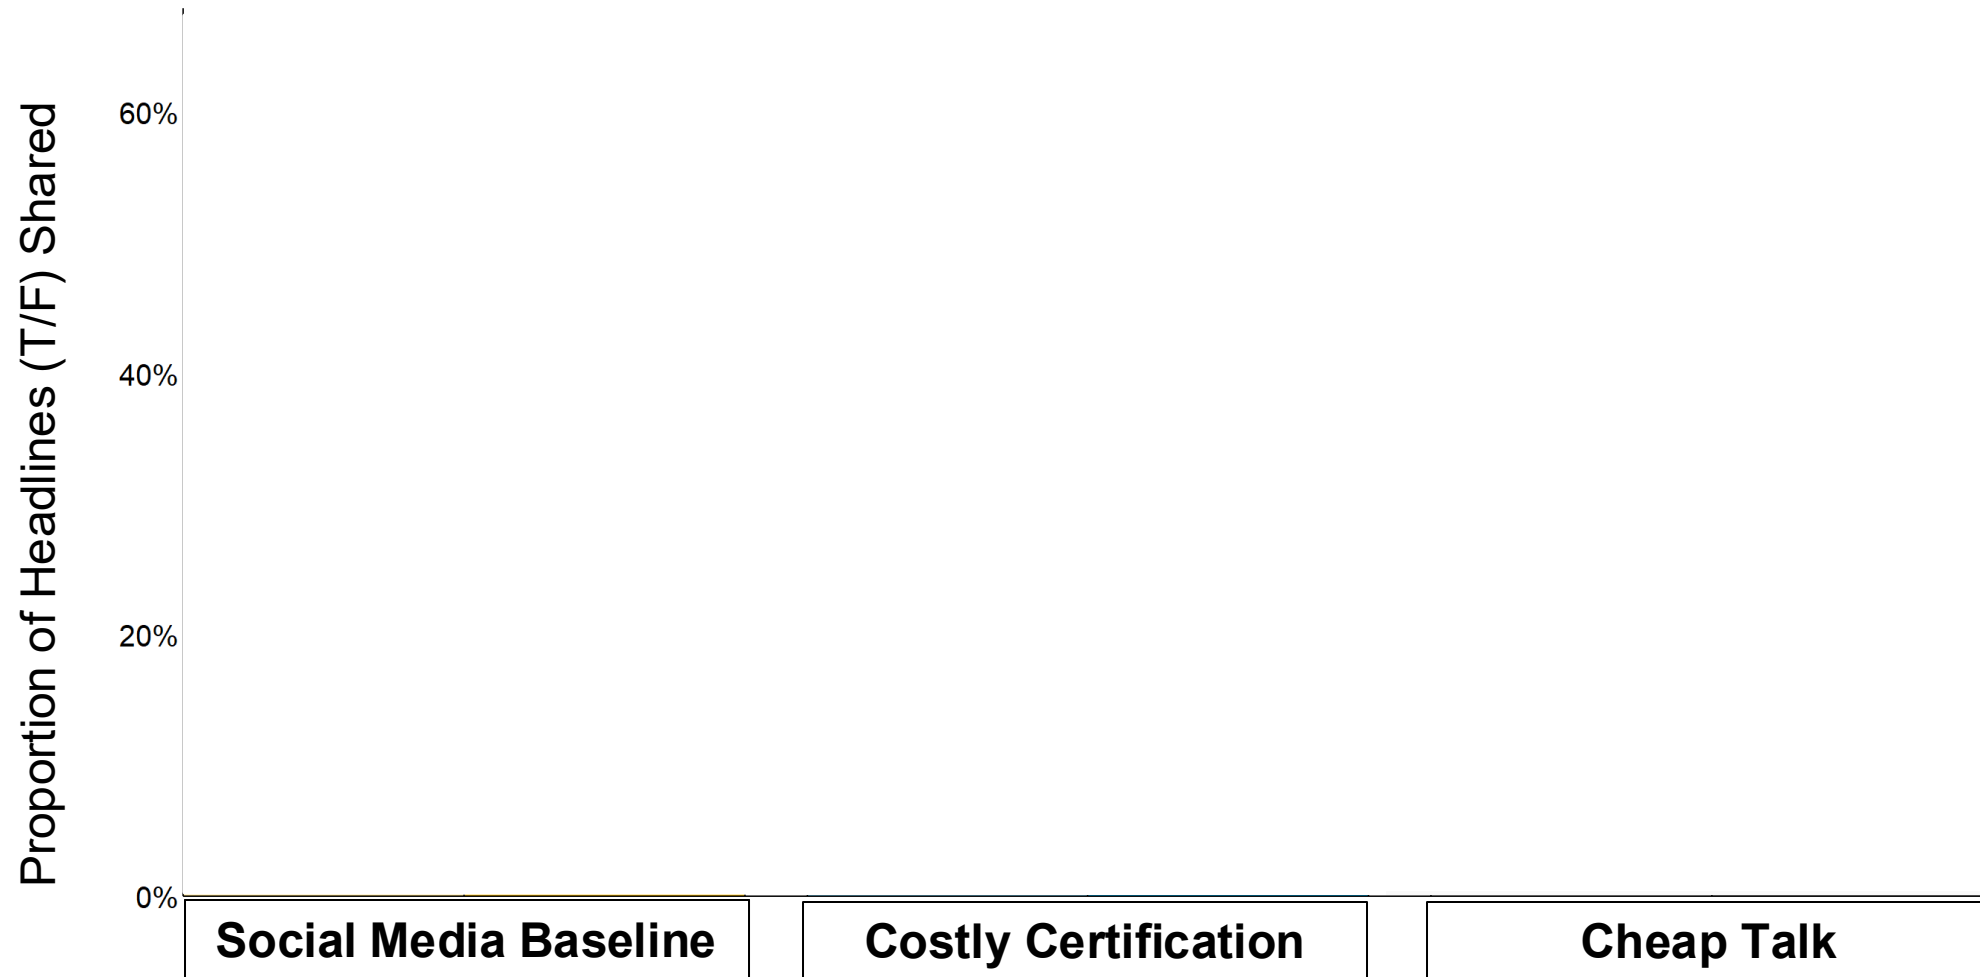 Proportion of Headlines (T/F) Shared
60%
40%
20%
0%
Social Media Baseline
Costly Certification
Cheap Talk